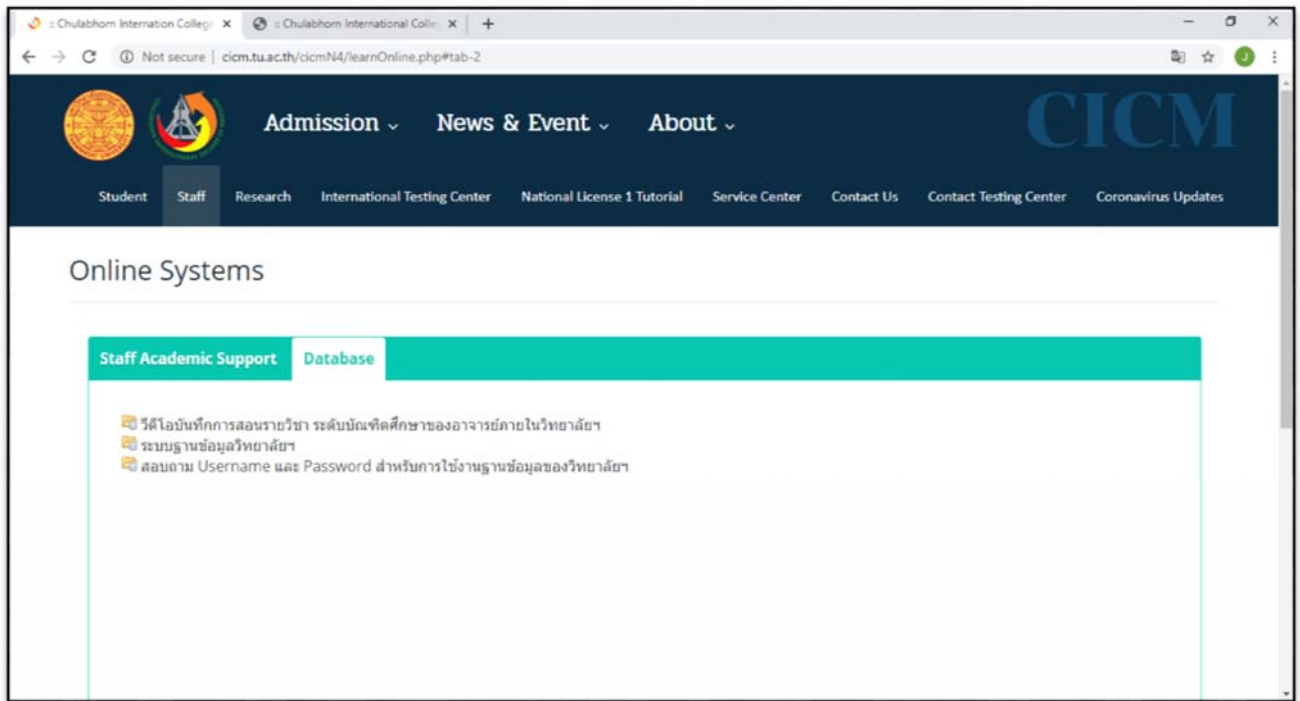 :: Chulabhorn Internation College
:: Chulabhorn International Colle
Not secure | cicm.tu.ac.th/cicmN4/learnOnline.php#tab-2
J
Admission News & Event About CICM
Student Staff Research International Testing Center National License 1 Tutorial Service Center Contact Us Contact Testing Center Coronavirus Updates
Online Systems
Staff Academic Support Database
วีดีโอบันทึกการสอนรายวิชา ระดับบัณฑิตศึกษาของอาจารย์ภายในวิทยาลัยฯ
ระบบฐานข้อมูลวิทยาลัยฯ
สอบถาม Username และ Password สำหรับการใช้งานฐานข้อมูลของวิทยาลัยฯ